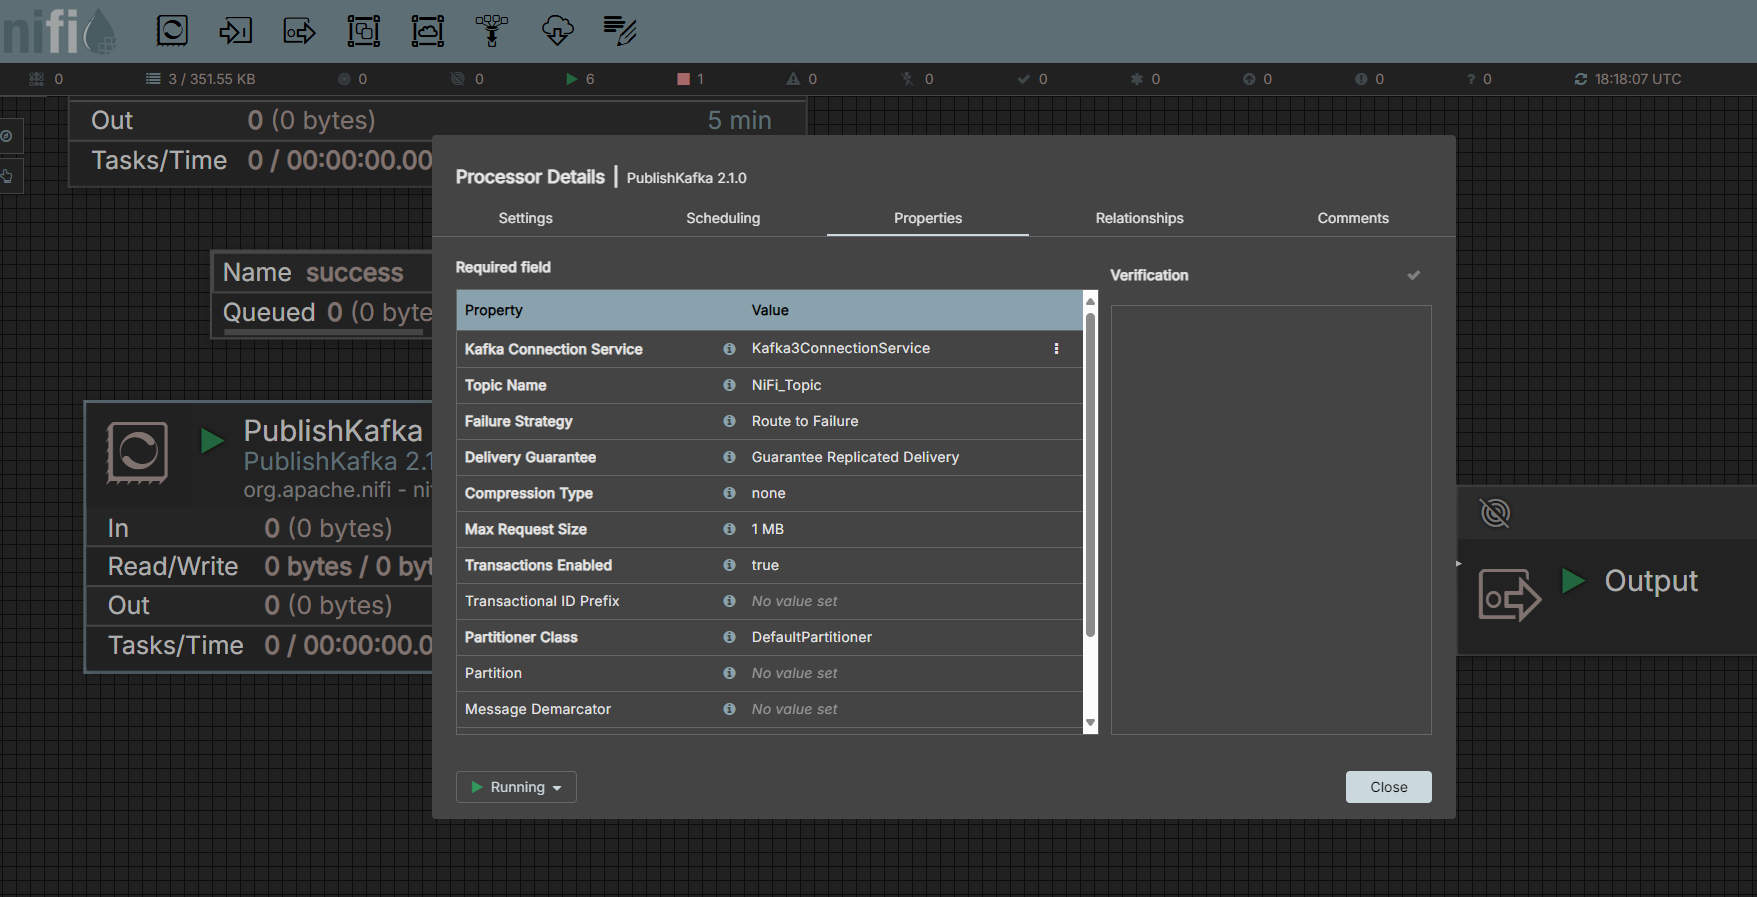 nifi
0 3 / 351.55 KB 0 0 6 1 0 0 0 0 0 0 0 18:18:07 UTC
Out 0 (0 bytes) 5 min
Tasks/Time 0 / 00:00:00.00
Processor Details | PublishKafka 2.1.0
Settings Scheduling Properties Relationships Comments
Required field
Verification
Name success
Queued 0 (0 byte
Property Value
Kafka Connection Service Kafka3ConnectionService
Topic Name NiFi_Topic
Failure Strategy Route to Failure
Delivery Guarantee Guarantee Replicated Delivery
Compression Type none
Max Request Size 1 MB
Transactions Enabled true
Transactional ID Prefix No value set
Partitioner Class DefaultPartitioner
Partition No value set
Message Demarcator No value set
PublishKafka
PublishKafka 2.1
org.apache.nifi - ni
In 0 (0 bytes)
Read/Write 0 bytes / 0 byt
Out 0 (0 bytes)
Tasks/Time 0 / 00:00:00.0
Output
Running
Close